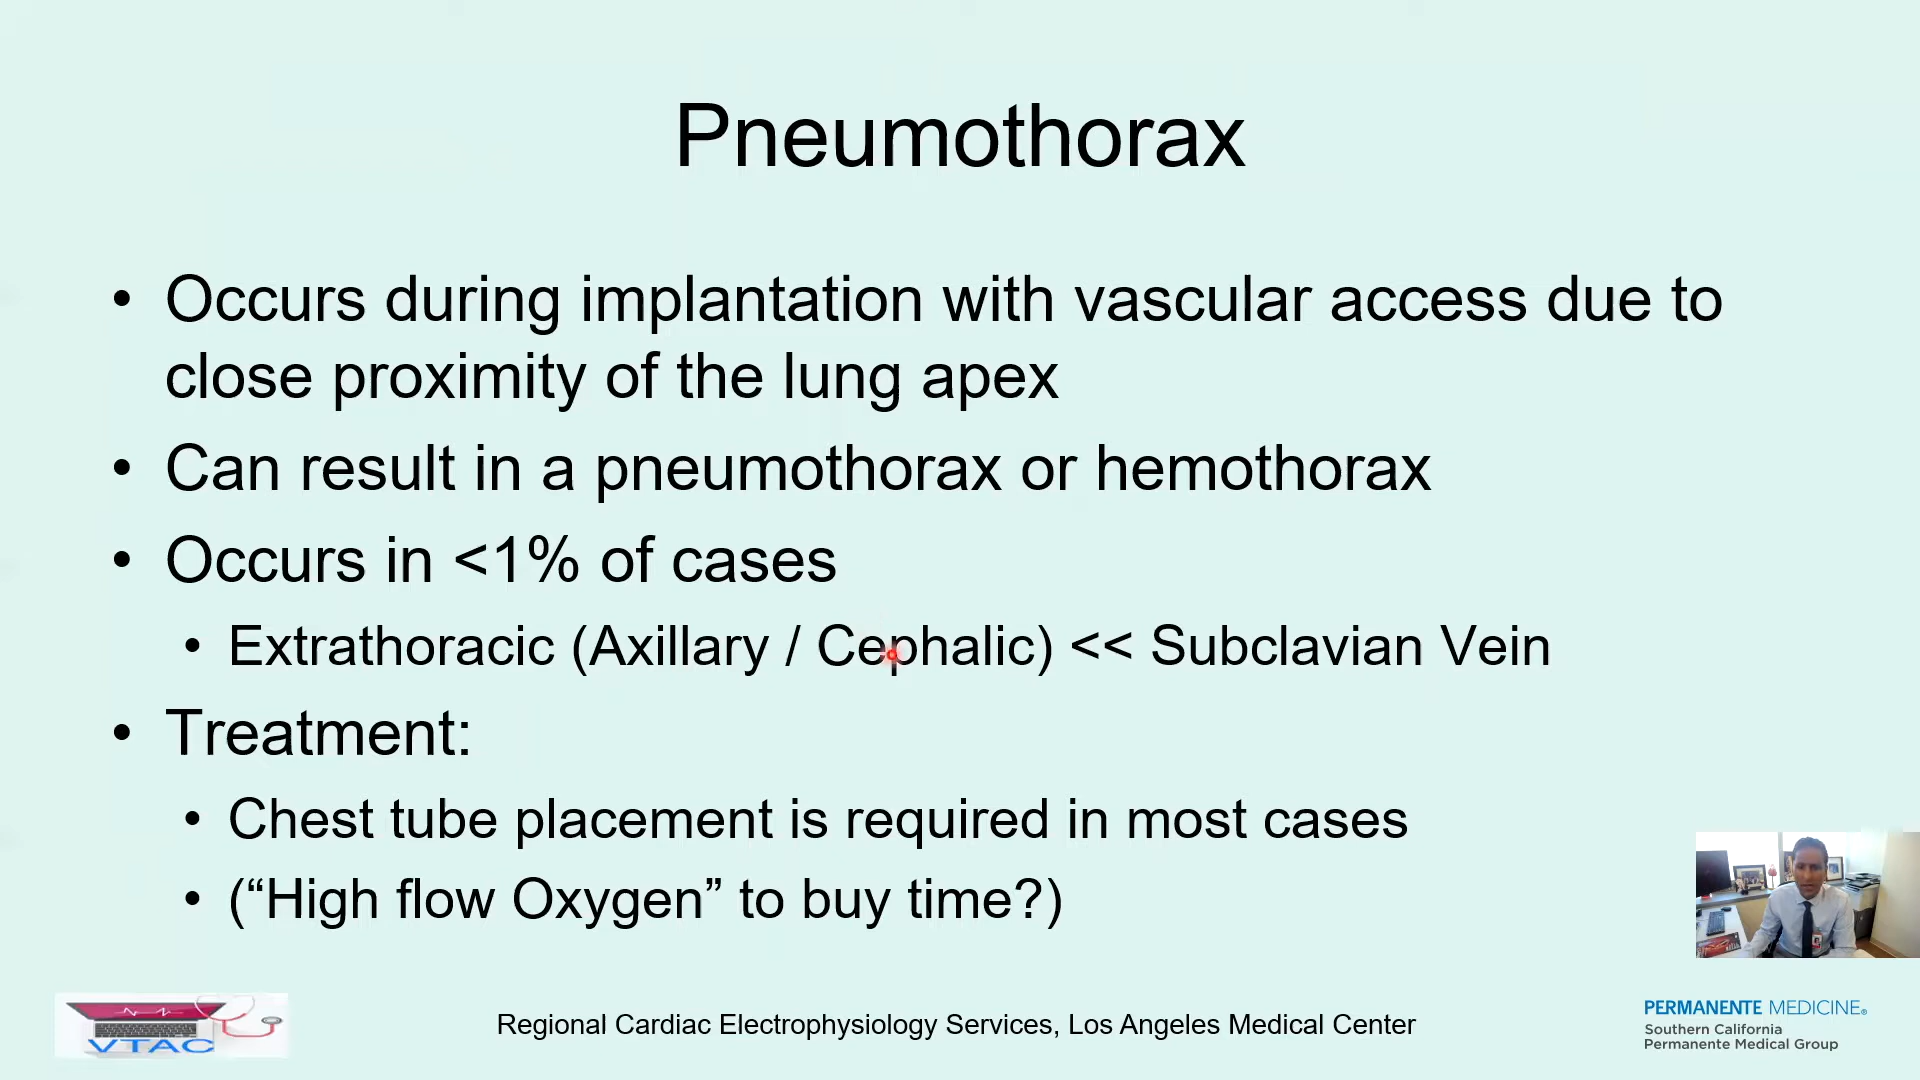 Pneumothorax
• Occurs during implantation with vascular access due to
close proximity of the lung apex
• Can result in a pneumothorax or hemothorax
• Occurs in <1% of cases
• Extrathoracic (Axillary / Cephalic) << Subclavian Vein
• Treatment:
• Chest tube placement is required in most cases
• (“High flow Oxygen” to buy time?)
VTAC
Regional Cardiac Electrophysiology Services, Los Angeles Medical Center
PERMANENTE MEDICINE®
Southern California
Permanente Medical Group